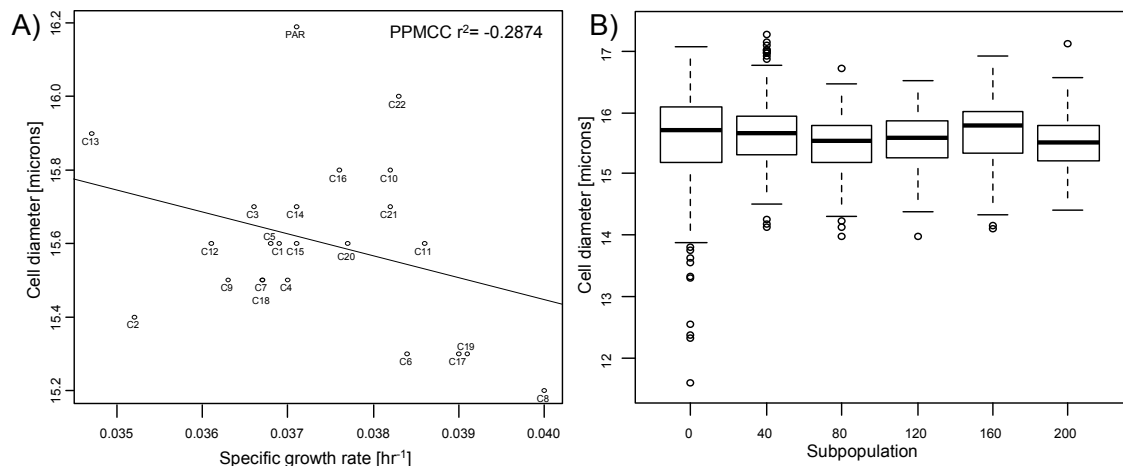 A)
PPMCC r²= -0.2874
Cell diameter [microns]
16.2
16.0
15.8
15.6
15.4
15.2
PAR
C22
C13
C16
C10
C3
C14
C21
C5
C12
C1
C15
C20
C11
C9
C7
C4
C18
C2
C6
C17
C19
C8
0.035
0.036
0.037
0.038
0.039
0.040
Specific growth rate [hr⁻¹]
B)
Cell diameter [microns]
17
16
15
14
13
12
0
40
80
120
160
200
Subpopulation